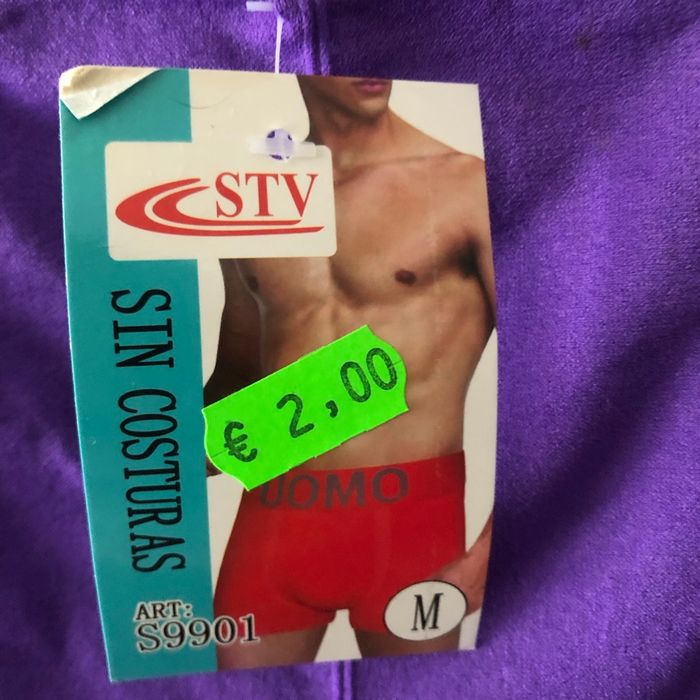 STV
SIN COSTURAS
€ 2,00
UOMO
ART:
S9901
M